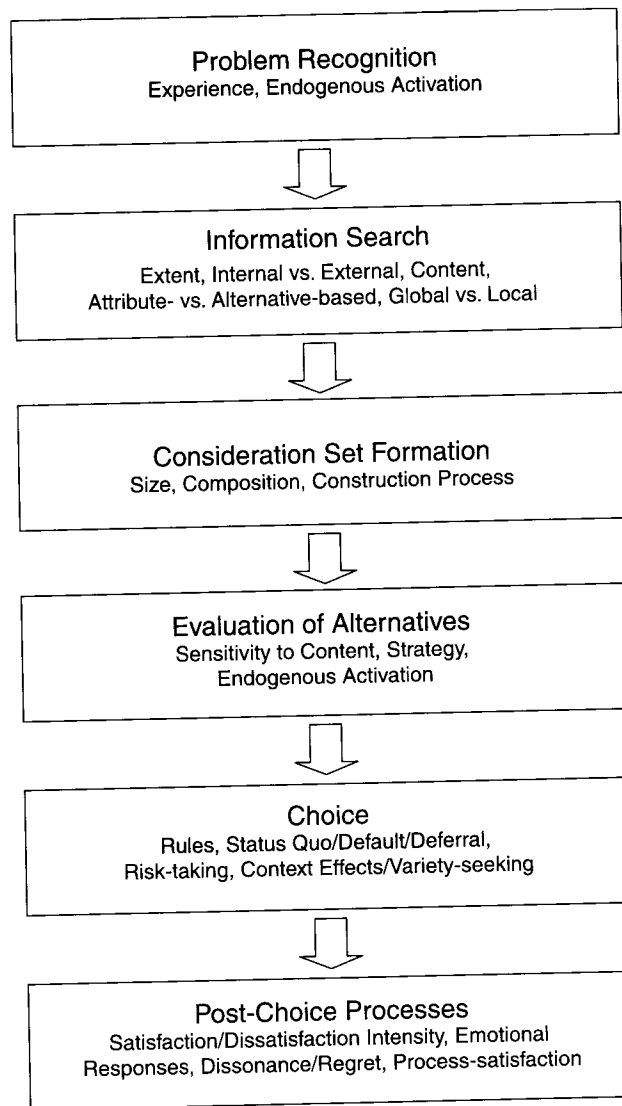 Problem Recognition
Experience, Endogenous Activation
Information Search
Extent, Internal vs. External, Content,
Attribute- vs. Alternative-based, Global vs. Local
Consideration Set Formation
Size, Composition, Construction Process
Evaluation of Alternatives
Sensitivity to Content, Strategy,
Endogenous Activation
Choice
Rules, Status Quo/Default/Deferral,
Risk-taking, Context Effects/Variety-seeking
Post-Choice Processes
Satisfaction/Dissatisfaction Intensity, Emotional
Responses, Dissonance/Regret, Process-satisfaction